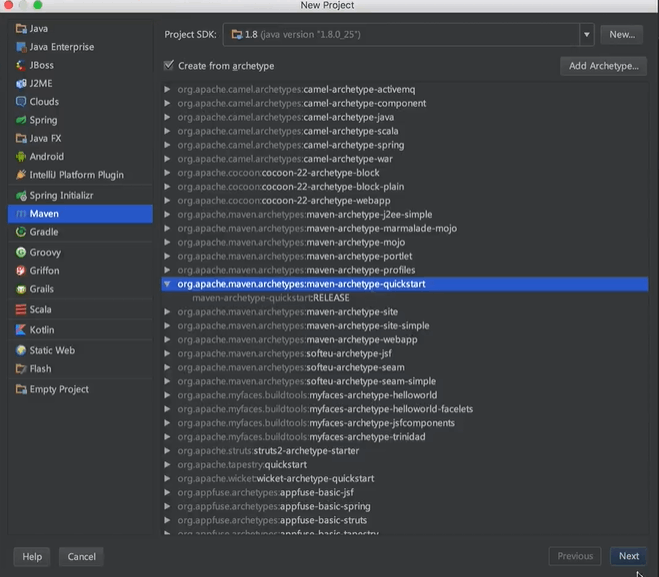 New Project
Java
Java Enterprise
JBoss
J2ME
Clouds
Spring
Java FX
Android
IntelliJ Platform Plugin
Spring Initializr
Maven
Gradle
Groovy
Griffon
Grails
Scala
Kotlin
Static Web
Flash
Empty Project
Project SDK: 1.8 (java version "1.8.0_25") New...
Create from archetype Add Archetype...
org.apache.camel.archetypes:camel-archetype-activemq
org.apache.camel.archetypes:camel-archetype-component
org.apache.camel.archetypes:camel-archetype-java
org.apache.camel.archetypes:camel-archetype-scala
org.apache.camel.archetypes:camel-archetype-spring
org.apache.camel.archetypes:camel-archetype-war
org.apache.cocoon:cocoon-22-archetype-block
org.apache.cocoon:cocoon-22-archetype-block-plain
org.apache.cocoon:cocoon-22-archetype-webapp
org.apache.maven.archetypes:maven-archetype-j2ee-simple
org.apache.maven.archetypes:maven-archetype-marmalade-mojo
org.apache.maven.archetypes:maven-archetype-mojo
org.apache.maven.archetypes:maven-archetype-portlet
org.apache.maven.archetypes:maven-archetype-profiles
org.apache.maven.archetypes:maven-archetype-quickstart
maven-archetype-quickstart:RELEASE
org.apache.maven.archetypes:maven-archetype-site
org.apache.maven.archetypes:maven-archetype-site-simple
org.apache.maven.archetypes:maven-archetype-webapp
org.apache.maven.archetypes:softeu-archetype-jsf
org.apache.maven.archetypes:softeu-archetype-seam
org.apache.maven.archetypes:softeu-archetype-seam-simple
org.apache.myfaces.buildtools:myfaces-archetype-helloworld
org.apache.myfaces.buildtools:myfaces-archetype-helloworld-facelets
org.apache.myfaces.buildtools:myfaces-archetype-jsfcomponents
org.apache.myfaces.buildtools:myfaces-archetype-trinidad
org.apache.struts:struts2-archetype-starter
org.apache.tapestry:quickstart
org.apache.wicket:wicket-archetype-quickstart
org.appfuse.archetypes:appfuse-basic-jsf
org.appfuse.archetypes:appfuse-basic-spring
org.appfuse.archetypes:appfuse-basic-struts
org.appfuse.archetypes:appfuse-basic-tapestry
Help Cancel Previous Next